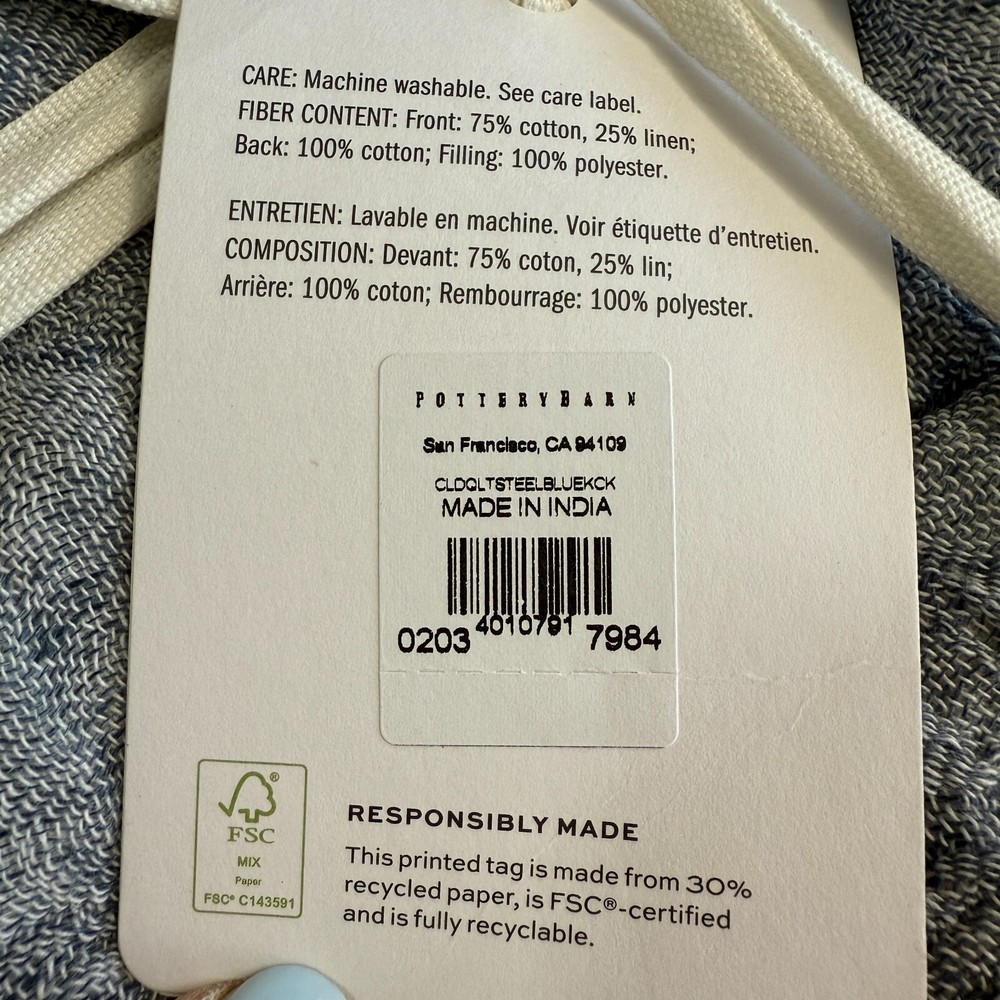 CARE: Machine washable. See care label.
FIBER CONTENT: Front: 75% cotton, 25% linen;
Back: 100% cotton; Filling: 100% polyester.
ENTRETIEN: Lavable en machine. Voir étiquette d'entretien.
COMPOSITION: Devant: 75% coton, 25% lin;
Arrière: 100% coton; Rembourrage: 100% polyester.
POTTERYBARN
San Francisco, CA 94109
CLDQLTSTEELBLUEKCK
MADE IN INDIA
0203 4010791 7984
FSC®
MIX
Paper
FSC® C143591
RESPONSIBLY MADE
This printed tag is made from 30%
recycled paper, is FSC®-certified
and is fully recyclable.